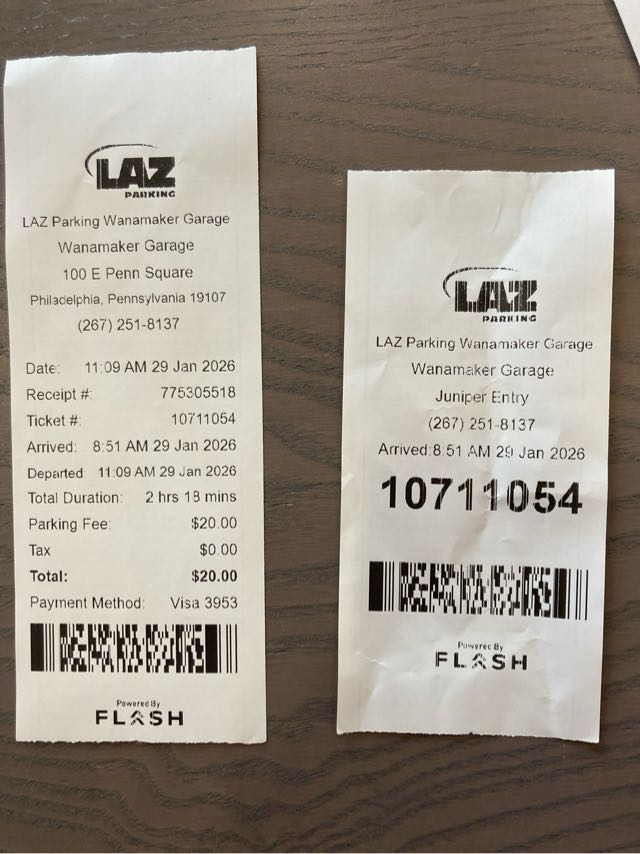 LAZ
PARKING
LAZ Parking Wanamaker Garage
Wanamaker Garage
100 E Penn Square
Philadelphia, Pennsylvania 19107
(267) 251-8137
Date: 11:09 AM 29 Jan 2026
Receipt #: 775305518
Ticket #: 10711054
Arrived: 8:51 AM 29 Jan 2026
Departed 11:09 AM 29 Jan 2026
Total Duration: 2 hrs 18 mins
Parking Fee: $20.00
Tax $0.00
Total: $20.00
Payment Method: Visa 3953
Powered By
FLASH
LAZ
PARKING
LAZ Parking Wanamaker Garage
Wanamaker Garage
Juniper Entry
(267) 251-8137
Arrived:8 51 AM 29 Jan 2026
10711054
Powered By
FLASH